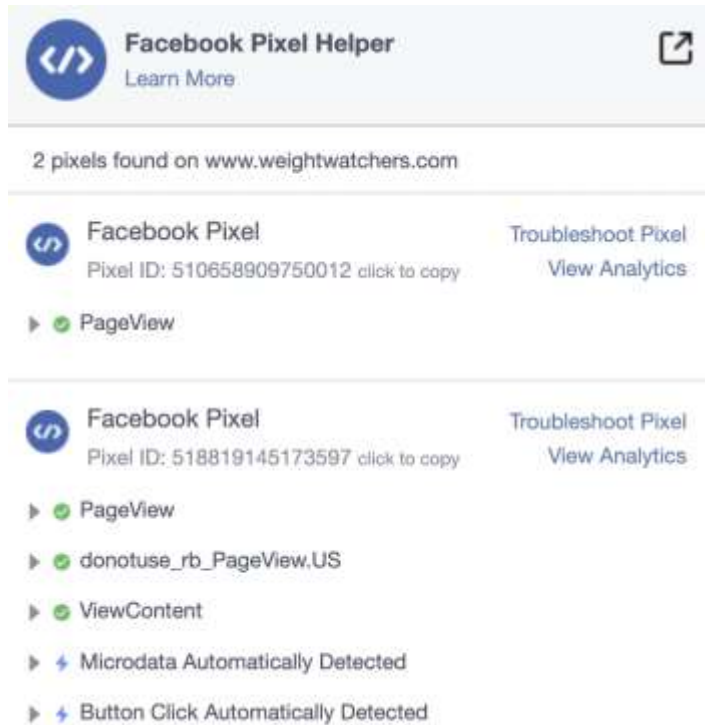 Facebook Pixel Helper
Learn More
2 pixels found on www.weightwatchers.com
Facebook Pixel
Troubleshoot Pixel
Pixel ID: 510658909750012 click to copy
View Analytics
PageView
Facebook Pixel
Troubleshoot Pixel
Pixel ID: 518819145173597 click to copy
View Analytics
PageView
donotuse_rb_PageView.US
ViewContent
Microdata Automatically Detected
Button Click Automatically Detected